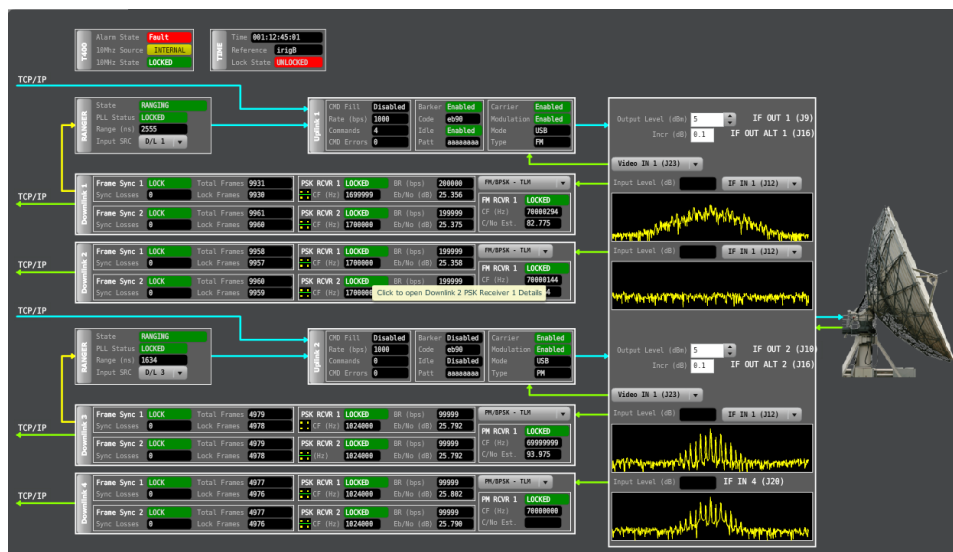 T400
Alarm State Fault
10Mhz Source INTERNAL
10MHz State LOCKED
TIME
Time 001:12:45:01
Reference irigB
Lock State UNLOCKED
TCP/IP
RANGER
State RANGING
PLL Status LOCKED
Range (ns) 2555
Input SRC D/L 1
Uplink 1
CMD Fill Disabled
Rate (bps) 1000
Commands 4
CMD Errors 0
Barker Enabled
Code eb90
Idle Enabled
Patt aaaaaaaa
Carrier Enabled
Modulation Enabled
Mode USB
Type FM
Output Level (dBm) 5 IF OUT 1 (J9)
Incr (dB) 0.1 IF OUT ALT 1 (J16)
Video IN 1 (J23)
Input Level (dB) IF IN 1 (J12)
TCP/IP
Downlink 1
Frame Sync 1 LOCK Total Frames 9931
Sync Losses 0 Lock Frames 9930
Frame Sync 2 LOCK Total Frames 9961
Sync Losses 0 Lock Frames 9960
PSK RCVR 1 LOCKED BR (bps) 200000
CF (Hz) 1699999 Eb/No (dB) 25.356
PSK RCVR 2 LOCKED BR (bps) 199999
CF (Hz) 1700000 Eb/No (dB) 25.375
FM/BPSK - TLM
FM RCVR 1 LOCKED
CF (Hz) 70000294
C/No Est. 82.775
TCP/IP
Downlink 2
Frame Sync 1 LOCK Total Frames 9958
Sync Losses 0 Lock Frames 9957
Frame Sync 2 LOCK Total Frames 9960
Sync Losses 0 Lock Frames 9959
PSK RCVR 1 LOCKED BR (bps) 199999
CF (Hz) 1700000 Eb/No (dB) 25.358
PSK RCVR 2 LOCKED BR (bps) 199999
CF (Hz)
Click to open Downlink 2 PSK Receiver 1 Details
FM/BPSK - TLM
FM RCVR 1 LOCKED
CF (Hz) 70000144
Input Level (dB) IF IN 1 (J12)
TCP/IP
RANGER
State RANGING
PLL Status LOCKED
Range (ns) 1634
Input SRC D/L 3
Uplink 2
CMD Fill Disabled
Rate (bps) 1000
Commands 0
CMD Errors 0
Barker Disabled
Code eb90
Idle Disabled
Patt aaaaaaaa
Carrier Enabled
Modulation Enabled
Mode USB
Type PM
Output Level (dBm) 5 IF OUT 2 (J10
Incr (dB) 0.1 IF OUT ALT 2 (J16)
Video IN 1 (J23)
Input Level (dB) IF IN 1 (J12)
TCP/IP
Downlink 3
Frame Sync 1 LOCK Total Frames 4979
Sync Losses 0 Lock Frames 4978
Frame Sync 2 LOCK Total Frames 4979
Sync Losses 0 Lock Frames 4978
PSK RCVR 1 LOCKED BR (bps) 99999
CF (Hz) 1024000 Eb/No (dB) 25.792
PSK RCVR 2 LOCKED BR (bps) 99999
(Hz) 1024000 Eb/No (dB) 25.792
PM/BPSK - TLM
PM RCVR 1 LOCKED
CF (Hz) 69999999
C/No Est. 93.975
TCP/IP
Downlink 4
Frame Sync 1 LOCK Total Frames 4977
Sync Losses 0 Lock Frames 4976
Frame Sync 2 LOCK Total Frames 4977
Sync Losses 0 Lock Frames 4976
PSK RCVR 1 LOCKED BR (bps) 99999
CF (Hz) 1024000 Eb/No (dB) 25.802
PSK RCVR 2 LOCKED BR (bps) 99999
CF (Hz) 1024000 Eb/No (dB) 25.790
PM/BPSK - TLM
PM RCVR 1 LOCKED
CF (Hz) 70000000
C/No Est.
Input Level (dB) IF IN 4 (J20)